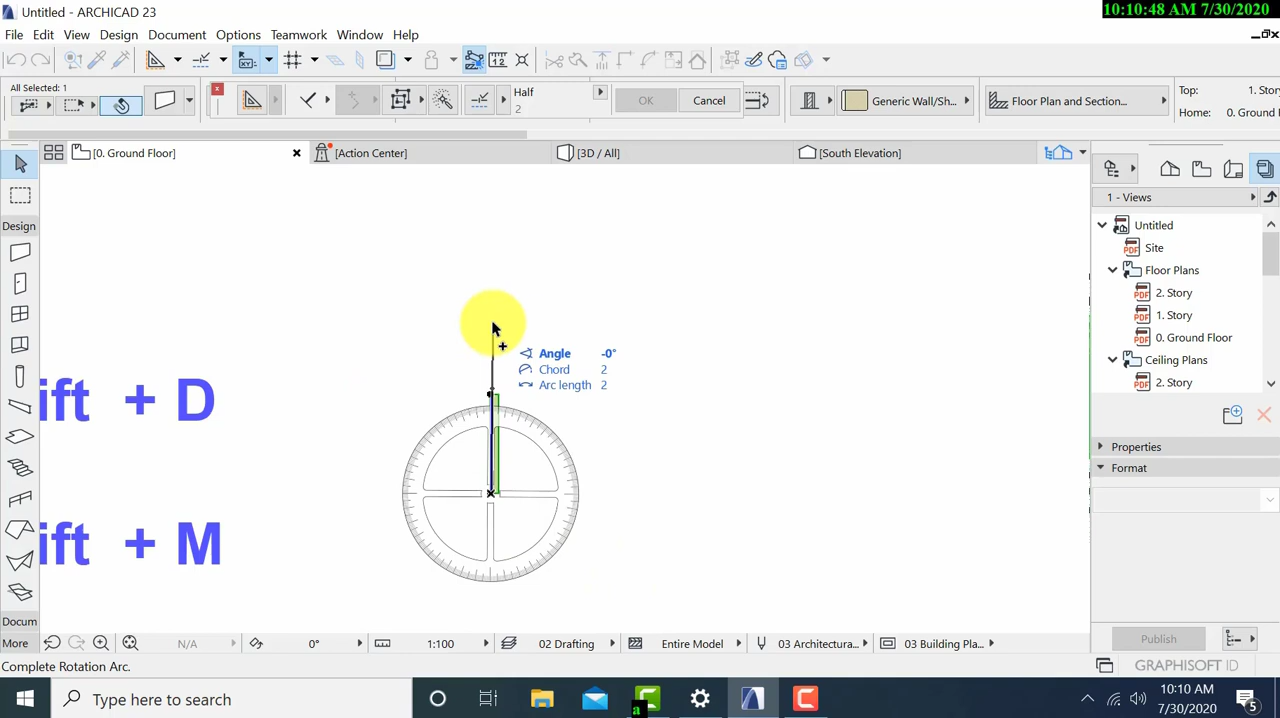 10:10:48 AM 7/30/2020
Untitled - ARCHICAD 23
File Edit View Design Document Options Teamwork Window Help
All Selected: 1
Half
2
OK
Cancel
Generic Wall/Sh...
Floor Plan and Section...
Top:
Home:
1. Story
0. Ground
[0. Ground Floor]
[Action Center]
[3D / All]
[South Elevation]
Design
Docum
More
1 - Views
Untitled
Site
Floor Plans
2. Story
1. Story
0. Ground Floor
Ceiling Plans
2. Story
Properties
Format
Publish
GRAPHISOFT ID
Angle -0°
Chord 2
Arc length 2
ift + D
ift + M
N/A
0°
1:100
02 Drafting
Entire Model
03 Architectura...
03 Building Pla...
Complete Rotation Arc.
Type here to search
a
10:10 AM
7/30/2020
5